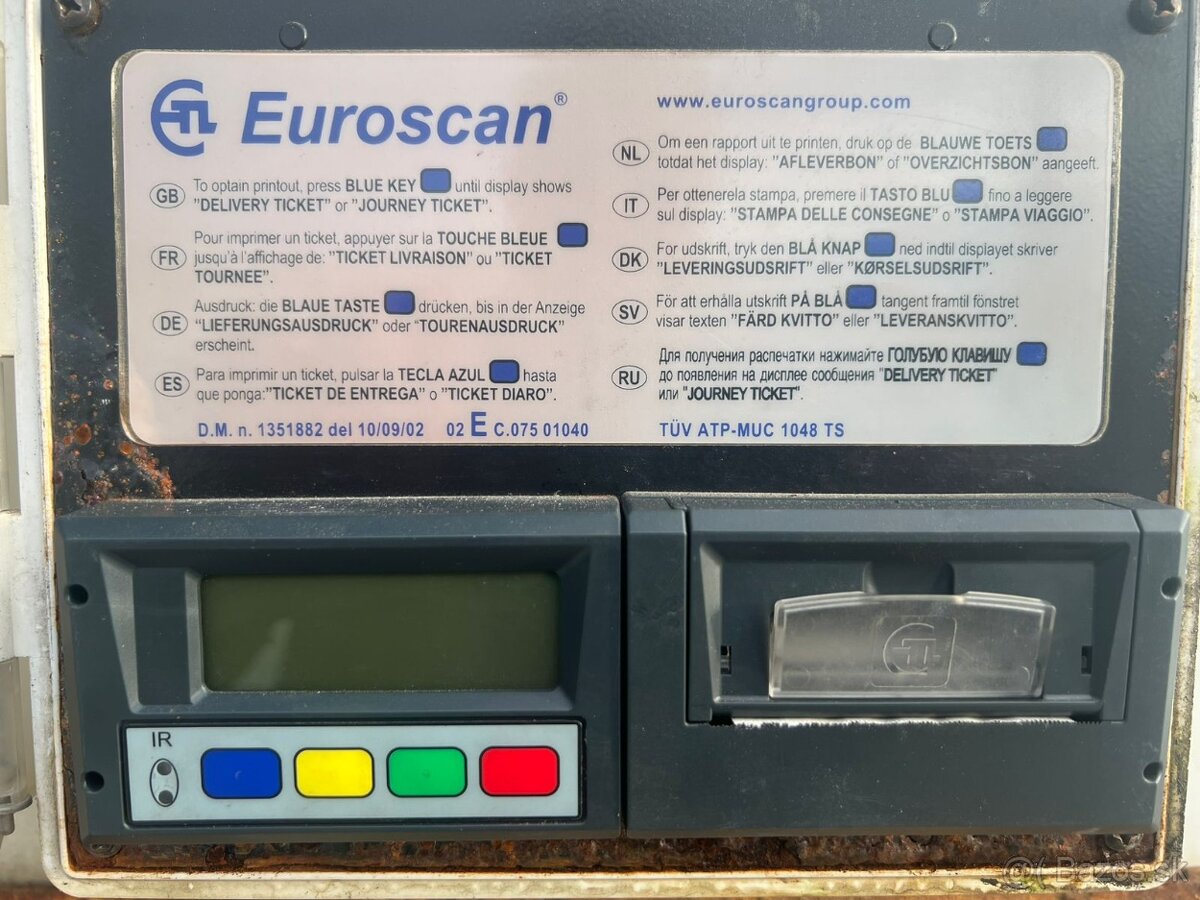 Euroscan®
GB To optain printout, press BLUE KEY until display shows
"DELIVERY TICKET" or "JOURNEY TICKET".
FR Pour imprimer un ticket, appuyer sur la TOUCHE BLEUE
jusqu'à l'affichage de: "TICKET LIVRAISON" ou "TICKET
TOURNEE".
DE Ausdruck: die BLAUE TASTE drücken, bis in der Anzeige
"LIEFERUNGSAUSDRUCK" oder "TOURENAUSDRUCK"
erscheint.
ES Para imprimir un ticket, pulsar la TECLA AZUL hasta
que ponga:"TICKET DE ENTREGA" o "TICKET DIARO".
D.M. n. 1351882 del 10/09/02 02 E C.075 01040
www.euroscangroup.com
NL Om een rapport uit te printen, druk op de BLAUWE TOETS
totdat het display: "AFLEVERBON" of "OVERZICHTSBON" aangeeft.
IT Per ottenerela stampa, premere il TASTO BLU fino a leggere
sul display: "STAMPA DELLE CONSEGNE" o "STAMPA VIAGGIO".
DK For udskrift, tryk den BLÅ KNAP ned indtil displayet skriver
"LEVERINGSUDSRIFT" eller "KØRSELSUDSRIFT".
SV För att erhålla utskrift PÅ BLÅ tangent framtil fönstret
visar texten "FÄRD KVITTO" eller "LEVERANSKVITTO".
RU Для получения распечатки нажимайте ГОЛУБУЮ КЛАВИШУ
до появления на дисплее сообщения "DELIVERY TICKET"
или "JOURNEY TICKET".
TÜV ATP-MUC 1048 TS
IR
Bazos.sk